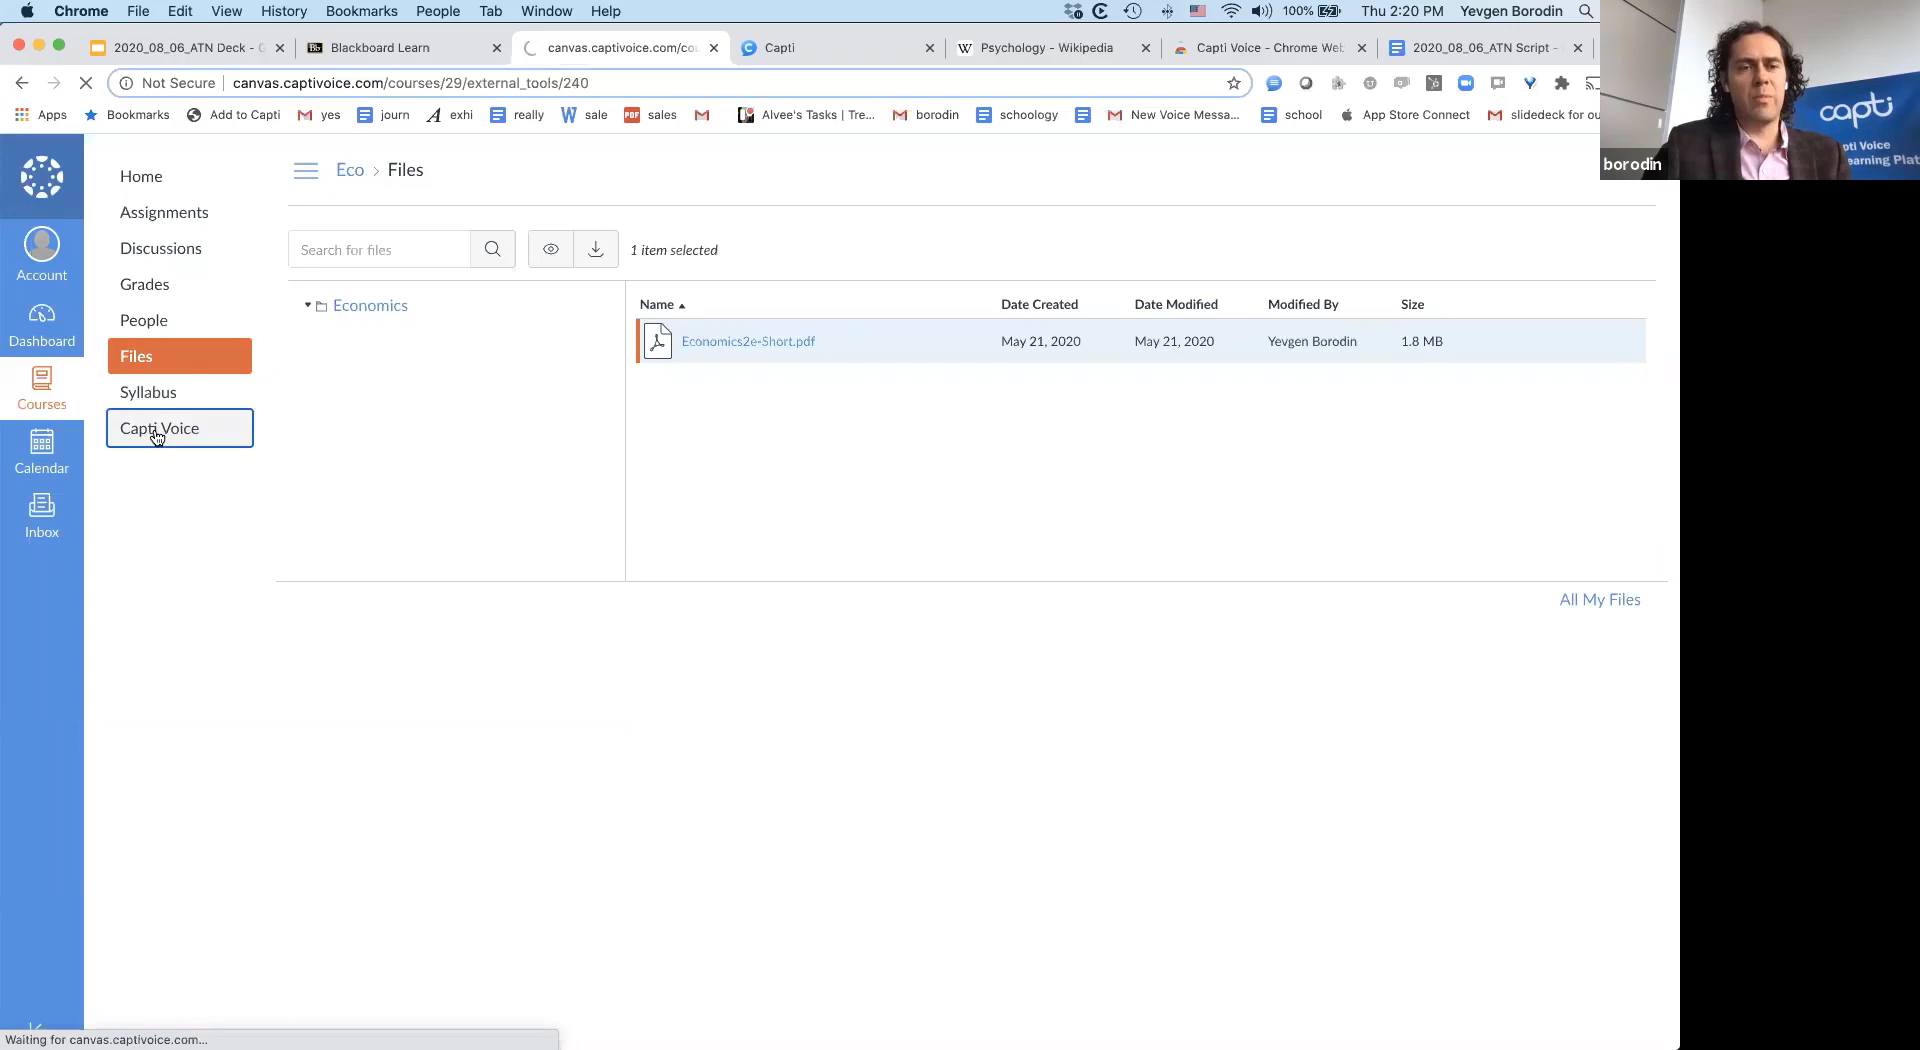 Chrome File Edit View History Bookmarks People Tab Window Help 100% Thu 2:20 PM Yevgen Borodin
2020_08_06_ATN Deck - G Blackboard Learn canvas.captivoice.com/cou Capti Psychology - Wikipedia Capti Voice - Chrome Web 2020_08_06_ATN Script -
Not Secure canvas.captivoice.com/courses/29/external_tools/240
Apps Bookmarks Add to Capti yes journ exhi really sale sales Alvee's Tasks | Tre... borodin schoology New Voice Messa... school App Store Connect slidedeck for ou
capti
pti Voice
earning Plat
borodin
Account
Dashboard
Courses
Calendar
Inbox
Home
Assignments
Discussions
Grades
People
Files
Syllabus
Capti Voice
Eco > Files
Search for files 1 item selected
Economics
Name Date Created Date Modified Modified By Size
Economics2e-Short.pdf May 21, 2020 May 21, 2020 Yevgen Borodin 1.8 MB
All My Files
Waiting for canvas.captivoice.com...